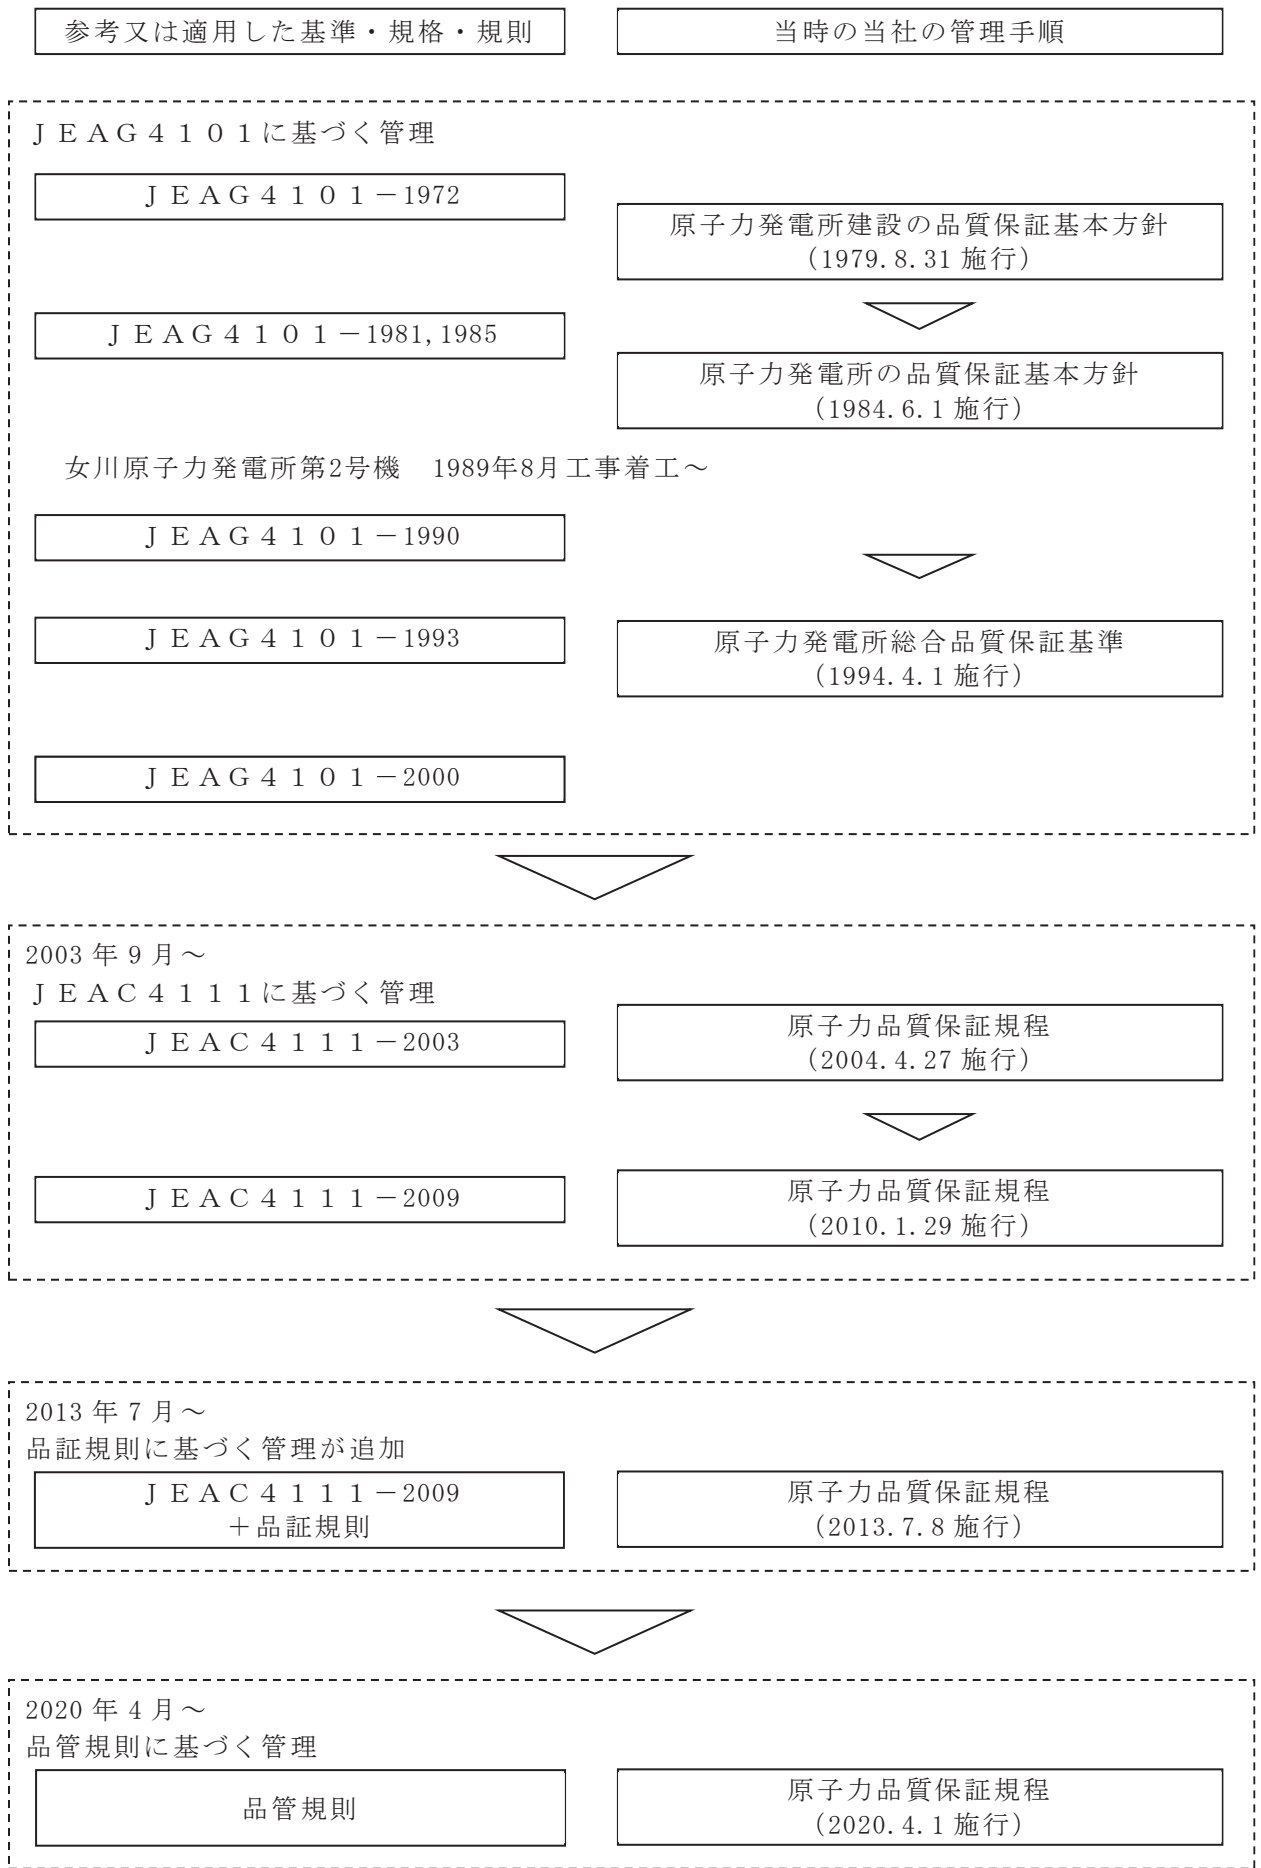 参考又は適用した基準・規格・規則
当時の当社の管理手順
ＪＥＡＧ４１０１に基づく管理
ＪＥＡＧ４１０１－1972
原子力発電所建設の品質保証基本方針
(1979.8.31 施行)
ＪＥＡＧ４１０１－1981,1985
原子力発電所の品質保証基本方針
(1984.6.1 施行)
女川原子力発電所第2号機　1989年8月工事着工～
ＪＥＡＧ４１０１－1990
ＪＥＡＧ４１０１－1993
原子力発電所総合品質保証基準
(1994.4.1 施行)
ＪＥＡＧ４１０１－2000
2003 年 9 月～
ＪＥＡＣ４１１１に基づく管理
ＪＥＡＣ４１１１－2003
原子力品質保証規程
(2004.4.27 施行)
ＪＥＡＣ４１１１－2009
原子力品質保証規程
(2010.1.29 施行)
2013 年 7 月～
品証規則に基づく管理が追加
ＪＥＡＣ４１１１－2009
＋品証規則
原子力品質保証規程
(2013.7.8 施行)
2020 年 4 月～
品管規則に基づく管理
品管規則
原子力品質保証規程
(2020.4.1 施行)